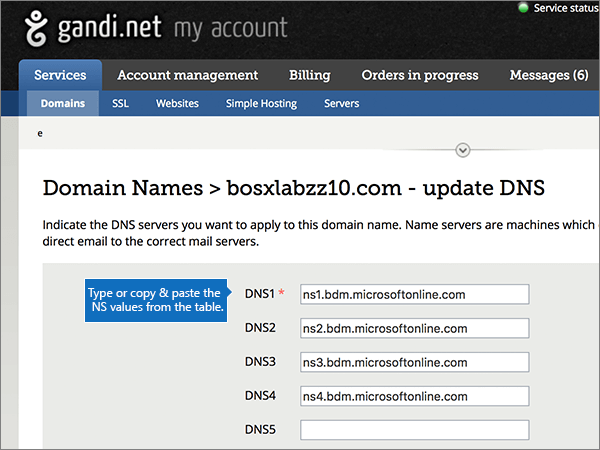 Service status
gandi.net my account
Services Account management Billing Orders in progress Messages (6)
Domains SSL Websites Simple Hosting Servers
e
Domain Names > bosxlabzz10.com - update DNS
Indicate the DNS servers you want to apply to this domain name. Name servers are machines which
direct email to the correct mail servers.
Type or copy & paste the
NS values from the table.
DNS1 * ns1.bdm.microsoftonline.com
DNS2 ns2.bdm.microsoftonline.com
DNS3 ns3.bdm.microsoftonline.com
DNS4 ns4.bdm.microsoftonline.com
DNS5